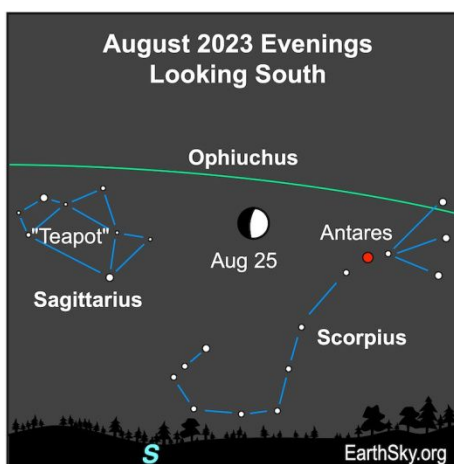 August 2023 Evenings
Looking South
Ophiuchus
"Teapot"
Antares
Aug 25
Sagittarius
Scorpius
S
EarthSky.org